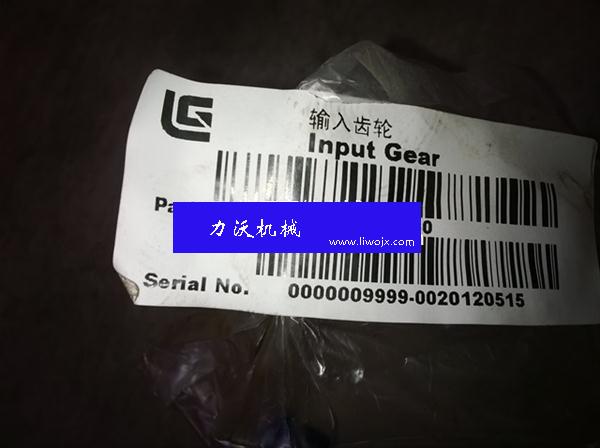 LG
输入齿轮
Input Gear
Pa
0
力沃机械
www.liwojx.com
Serial No. 0000009999-0020120515